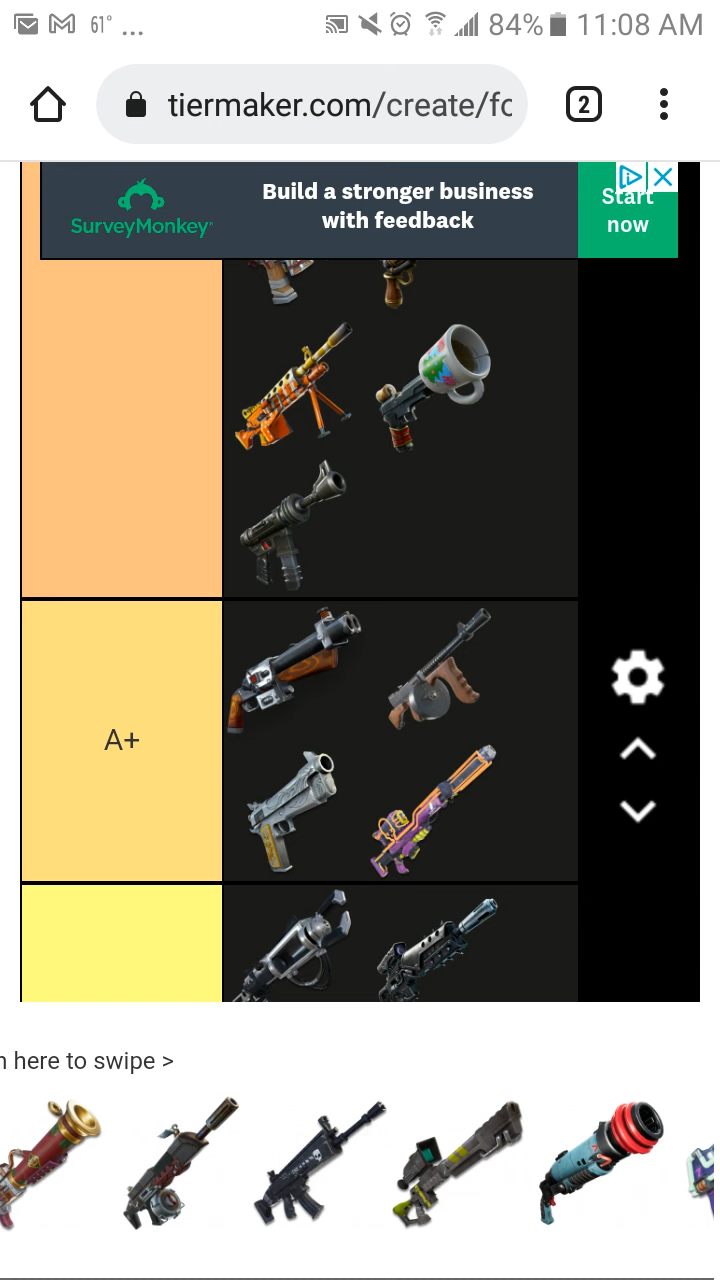 61° ...
84% 11:08 AM
tiermaker.com/create/fc
2
SurveyMonkey
Build a stronger business
with feedback
Start
now
A+
here to swipe >